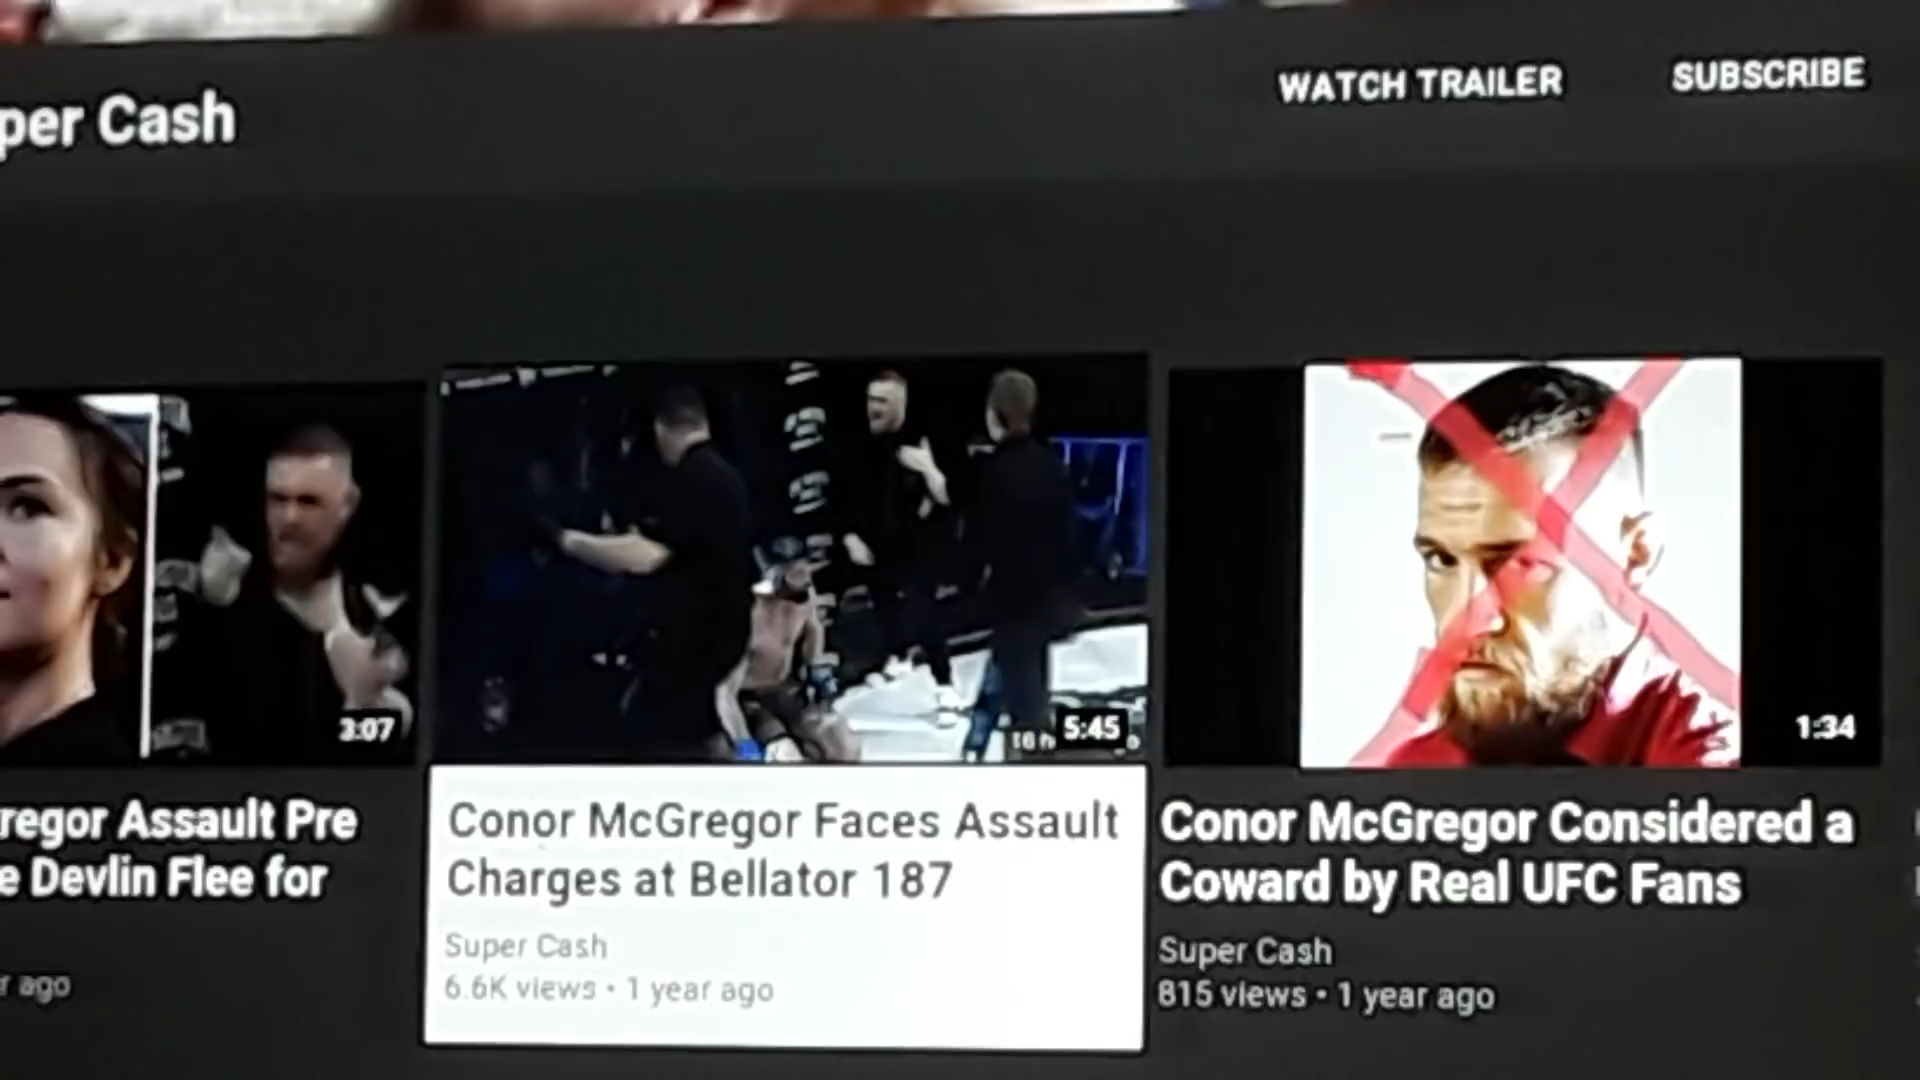 per Cash
WATCH TRAILER
SUBSCRIBE
3:07
5:45
1:34
regor Assault Pre
e Devlin Flee for
r ago
Conor McGregor Faces Assault
Charges at Bellator 187
Super Cash
6.6K views • 1 year ago
Conor McGregor Considered a
Coward by Real UFC Fans
Super Cash
815 views • 1 year ago